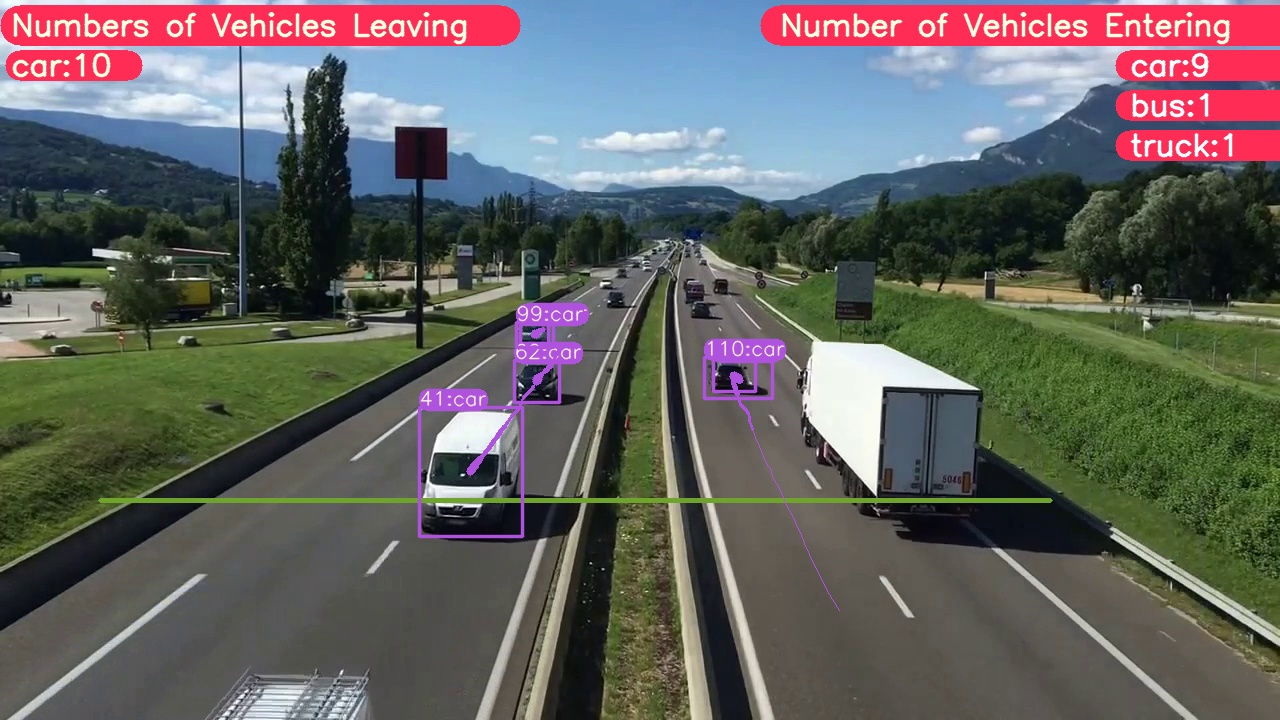 Numbers of Vehicles Leaving
car:10
Number of Vehicles Entering
car:9
bus:1
truck:1
99:car
62:car
110:car
41:car
5046